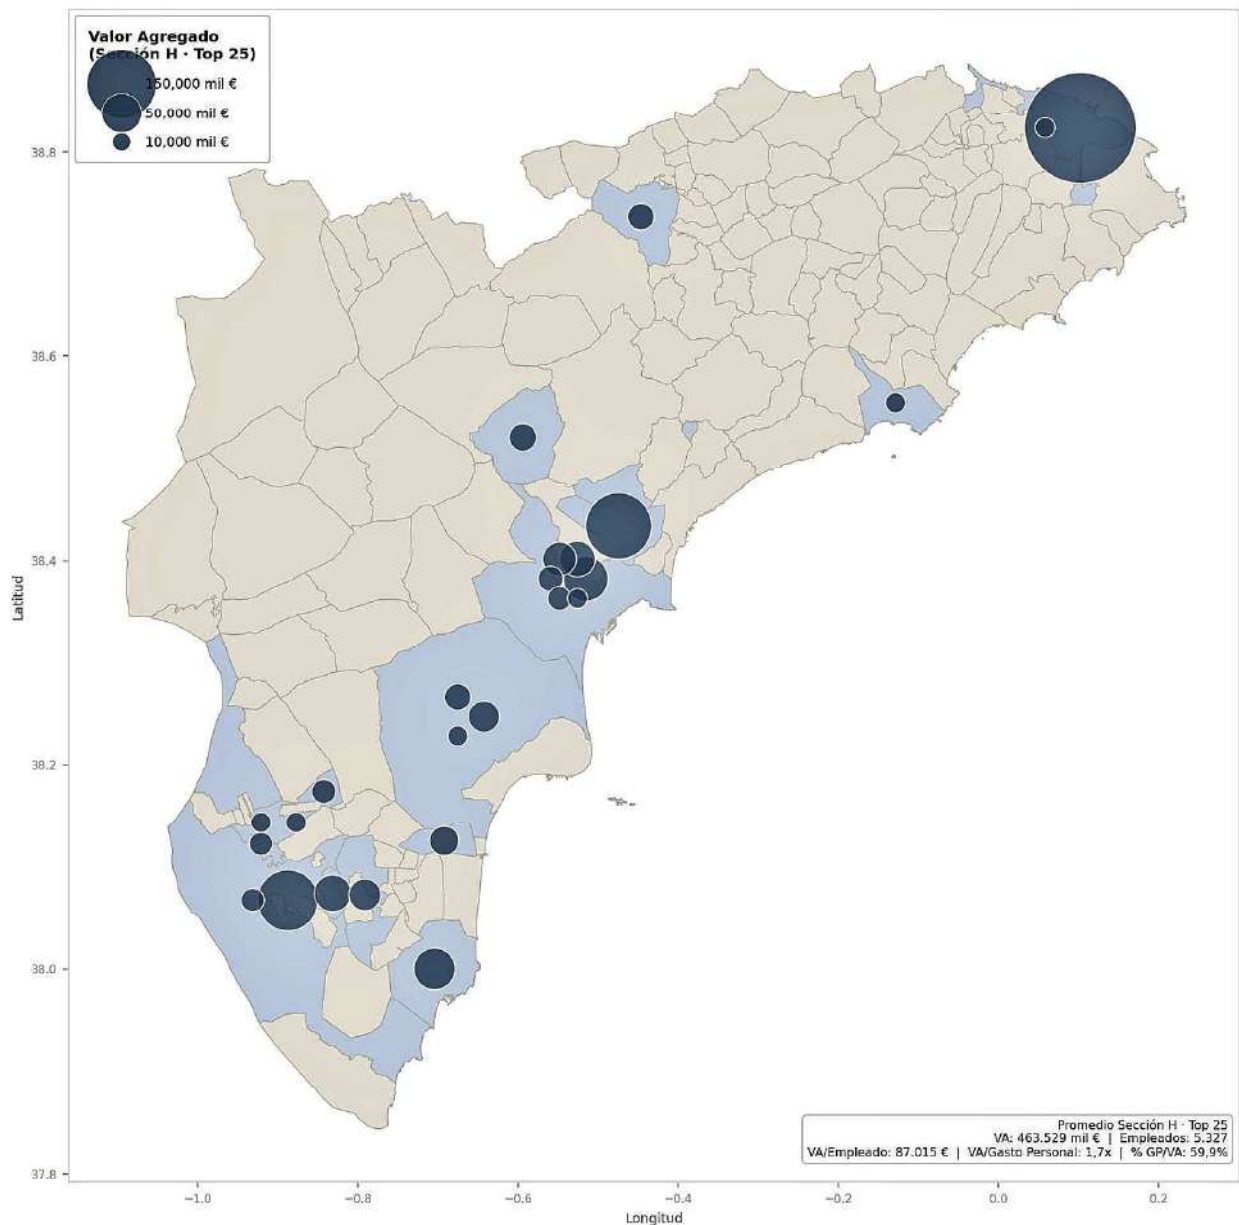 Valor Agregado
(Sección H · Top 25)
150,000 mil €
50,000 mil €
10,000 mil €
38.8
38.6
38.4
38.2
38.0
37.8
Latitud
−1.0
−0.8
−0.6
−0.4
−0.2
0.0
0.2
Longitud
Promedio Sección H · Top 25
VA: 463.529 mil € | Empleados: 5.327
VA/Empleado: 87.015 € | VA/Gasto Personal: 1,7x | % GP/VA: 59,9%